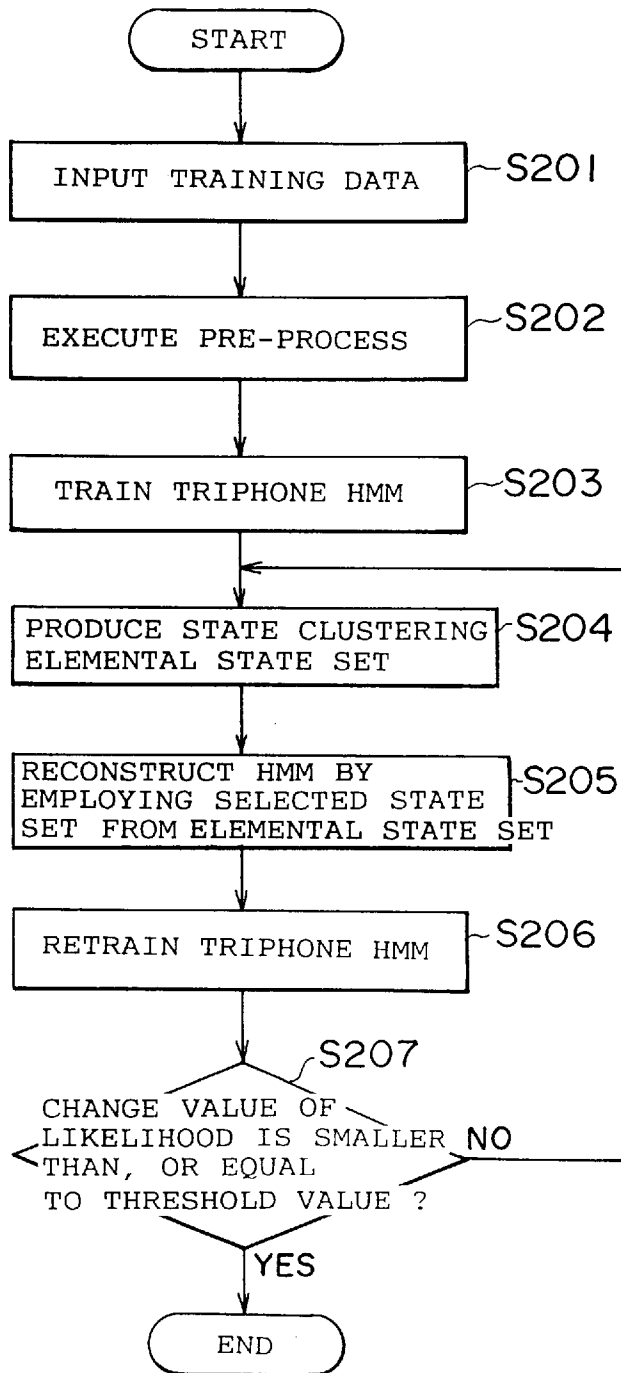 START
INPUT TRAINING DATA
S201
EXECUTE PRE-PROCESS
S202
TRAIN TRIPHONE HMM
S203
PRODUCE STATE CLUSTERING
ELEMENTAL STATE SET
S204
RECONSTRUCT HMM BY
EMPLOYING SELECTED STATE
SET FROM ELEMENTAL STATE SET
S205
RETRAIN TRIPHONE HMM
S206
S207
CHANGE VALUE OF
LIKELIHOOD IS SMALLER
THAN, OR EQUAL
TO THRESHOLD VALUE ?
NO
YES
END